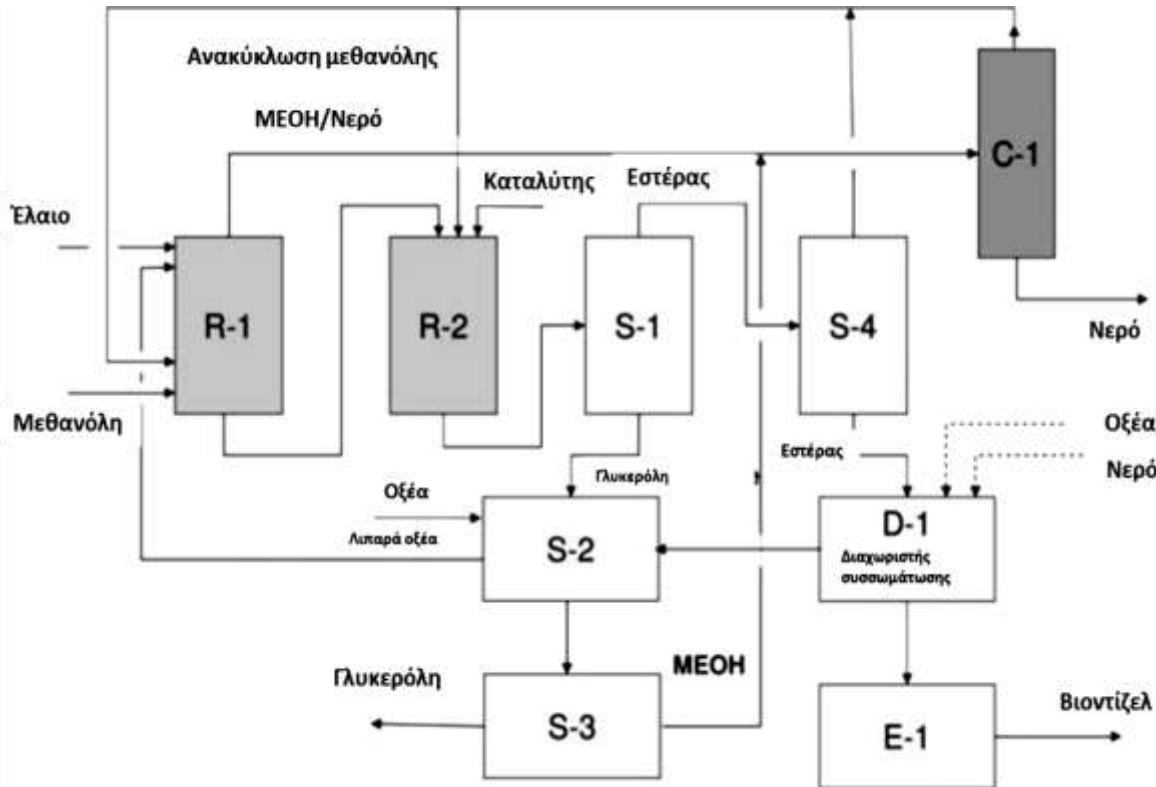 Ανακύκλωση μεθανόλης
ΜΕΟΗ/Νερό
C-1
Καταλύτης
Εστέρας
Έλαιο
R-1
R-2
S-1
S-4
Νερό
Μεθανόλη
Οξέα
Εστέρας
Νερό
Γλυκερόλη
Οξέα
Λιπαρά οξέα
S-2
D-1
Διαχωριστής
συσσωμάτωσης
Γλυκερόλη
ΜΕΟΗ
S-3
E-1
Βιοντίζελ